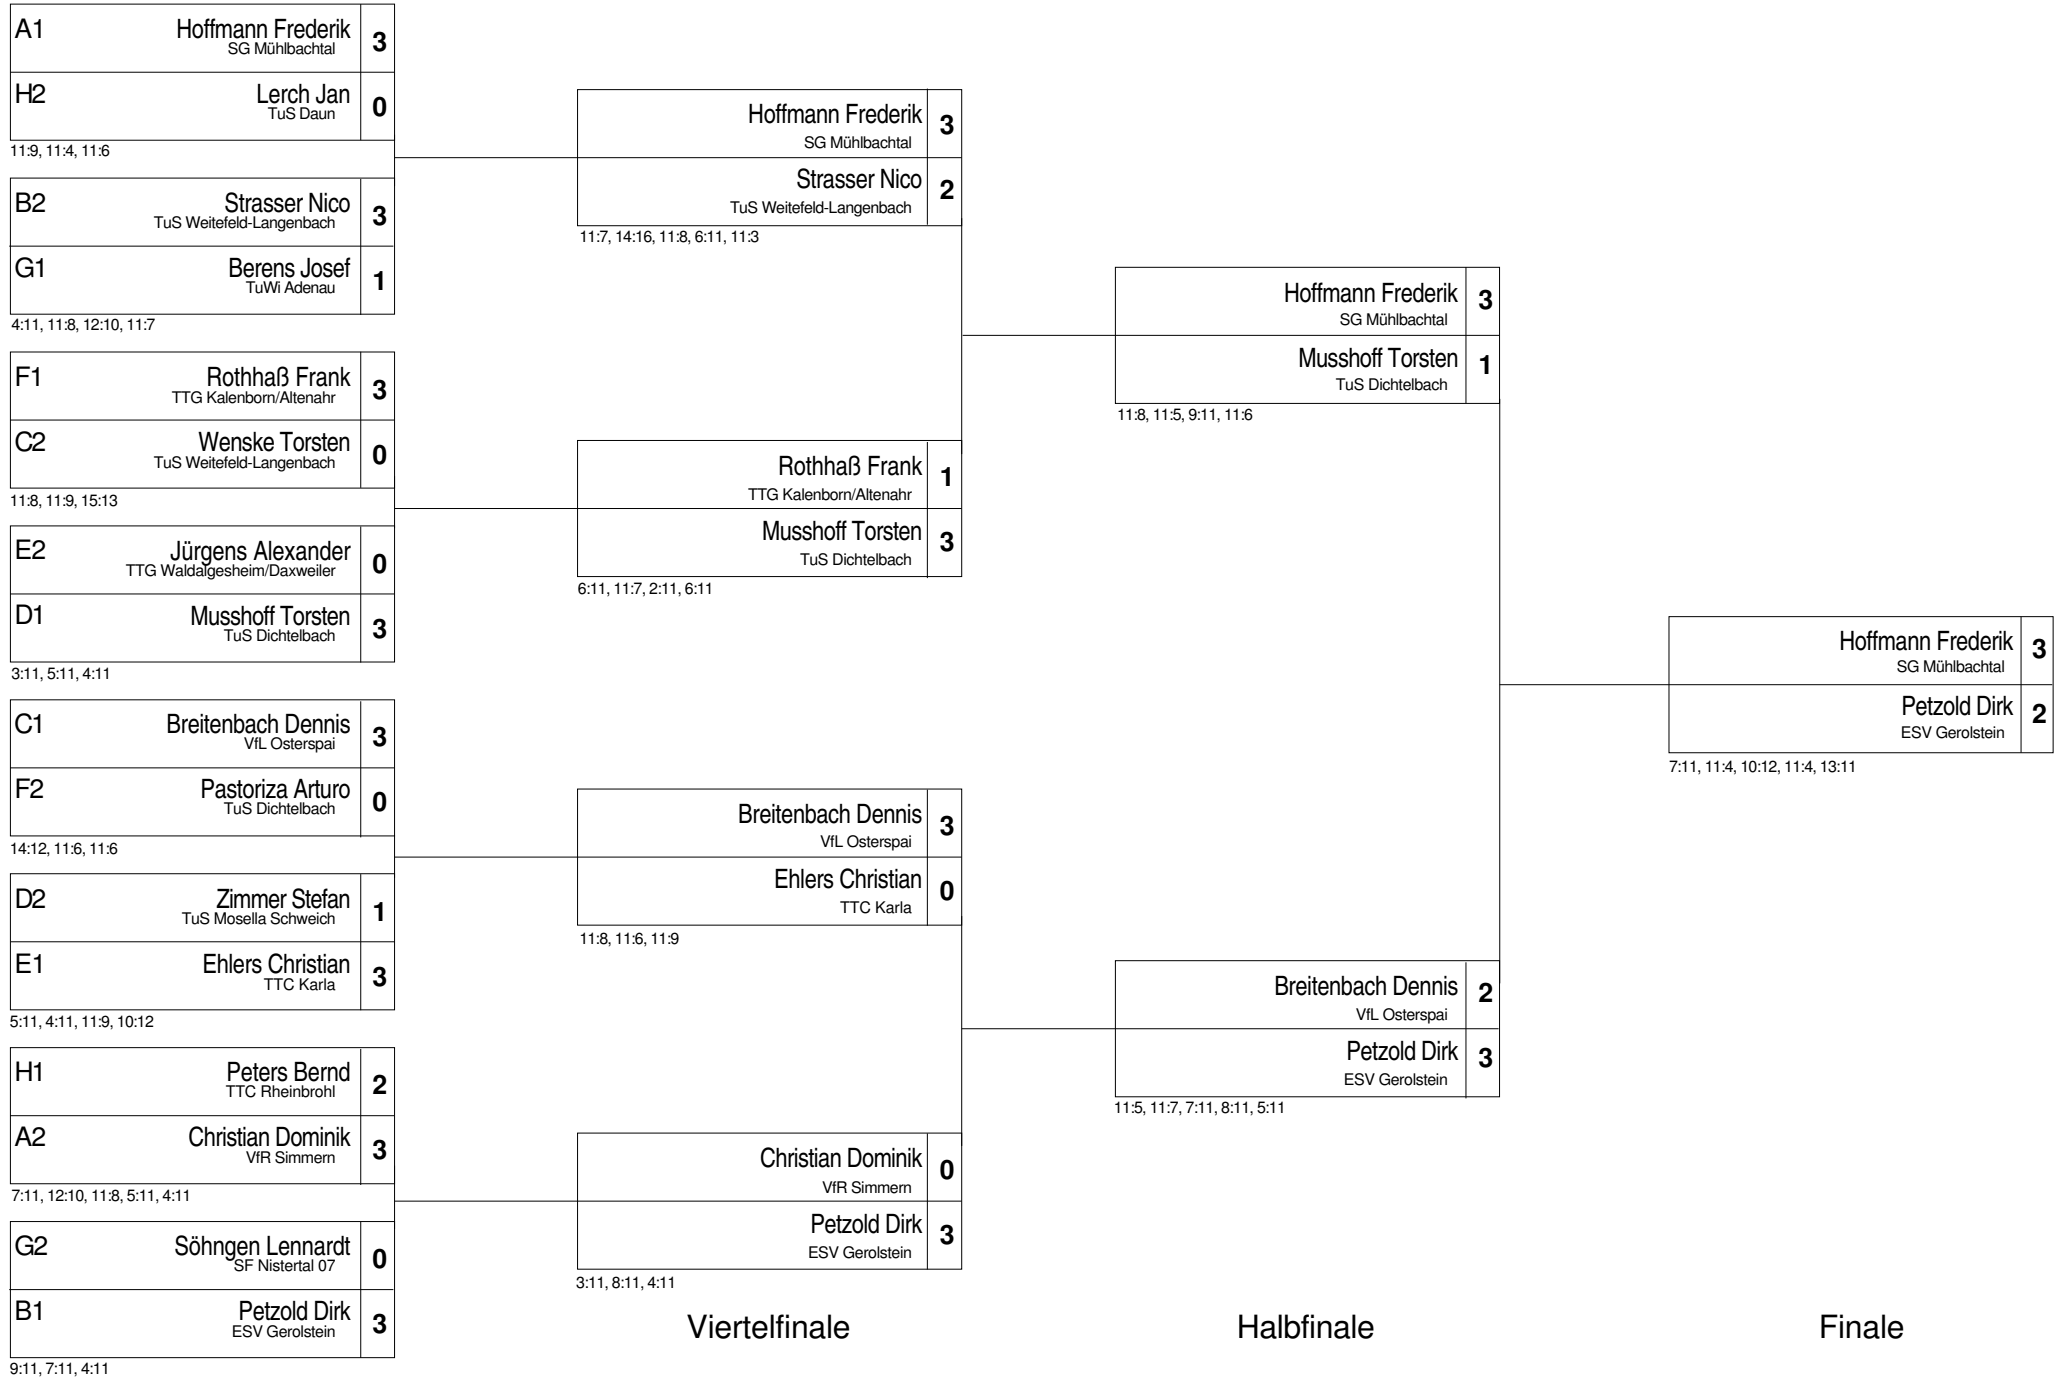 A1 Hoffmann Frederik 3
SG Mühlbachtal
H2 Lerch Jan 0
TuS Daun
11:9, 11:4, 11:6
B2 Strasser Nico 3
TuS Weitefeld-Langenbach
G1 Berens Josef 1
TuWi Adenau
4:11, 11:8, 12:10, 11:7
F1 Rothhaß Frank 3
TTG Kalenborn/Altenahr
C2 Wenske Torsten 0
TuS Weitefeld-Langenbach
11:8, 11:9, 15:13
E2 Jürgens Alexander 0
TTG Waldalgesheim/Daxweiler
D1 Musshoff Torsten 3
TuS Dichtelbach
3:11, 5:11, 4:11
C1 Breitenbach Dennis 3
VfL Osterspai
F2 Pastoriza Arturo 0
TuS Dichtelbach
14:12, 11:6, 11:6
D2 Zimmer Stefan 1
TuS Mosella Schweich
E1 Ehlers Christian 3
TTC Karla
5:11, 4:11, 11:9, 10:12
H1 Peters Bernd 2
TTC Rheinbrohl
A2 Christian Dominik 3
VfR Simmern
7:11, 12:10, 11:8, 5:11, 4:11
G2 Söhngen Lennardt 0
SF Nistertal 07
B1 Petzold Dirk 3
ESV Gerolstein
9:11, 7:11, 4:11
Hoffmann Frederik 3
SG Mühlbachtal
Strasser Nico 2
TuS Weitefeld-Langenbach
11:7, 14:16, 11:8, 6:11, 11:3
Rothhaß Frank 1
TTG Kalenborn/Altenahr
Musshoff Torsten 3
TuS Dichtelbach
6:11, 11:7, 2:11, 6:11
Breitenbach Dennis 3
VfL Osterspai
Ehlers Christian 0
TTC Karla
11:8, 11:6, 11:9
Christian Dominik 0
VfR Simmern
Petzold Dirk 3
ESV Gerolstein
3:11, 8:11, 4:11
Viertelfinale
Hoffmann Frederik 3
SG Mühlbachtal
Musshoff Torsten 1
TuS Dichtelbach
11:8, 11:5, 9:11, 11:6
Breitenbach Dennis 2
VfL Osterspai
Petzold Dirk 3
ESV Gerolstein
11:5, 11:7, 7:11, 8:11, 5:11
Halbfinale
Hoffmann Frederik 3
SG Mühlbachtal
Petzold Dirk 2
ESV Gerolstein
7:11, 11:4, 10:12, 11:4, 13:11
Finale